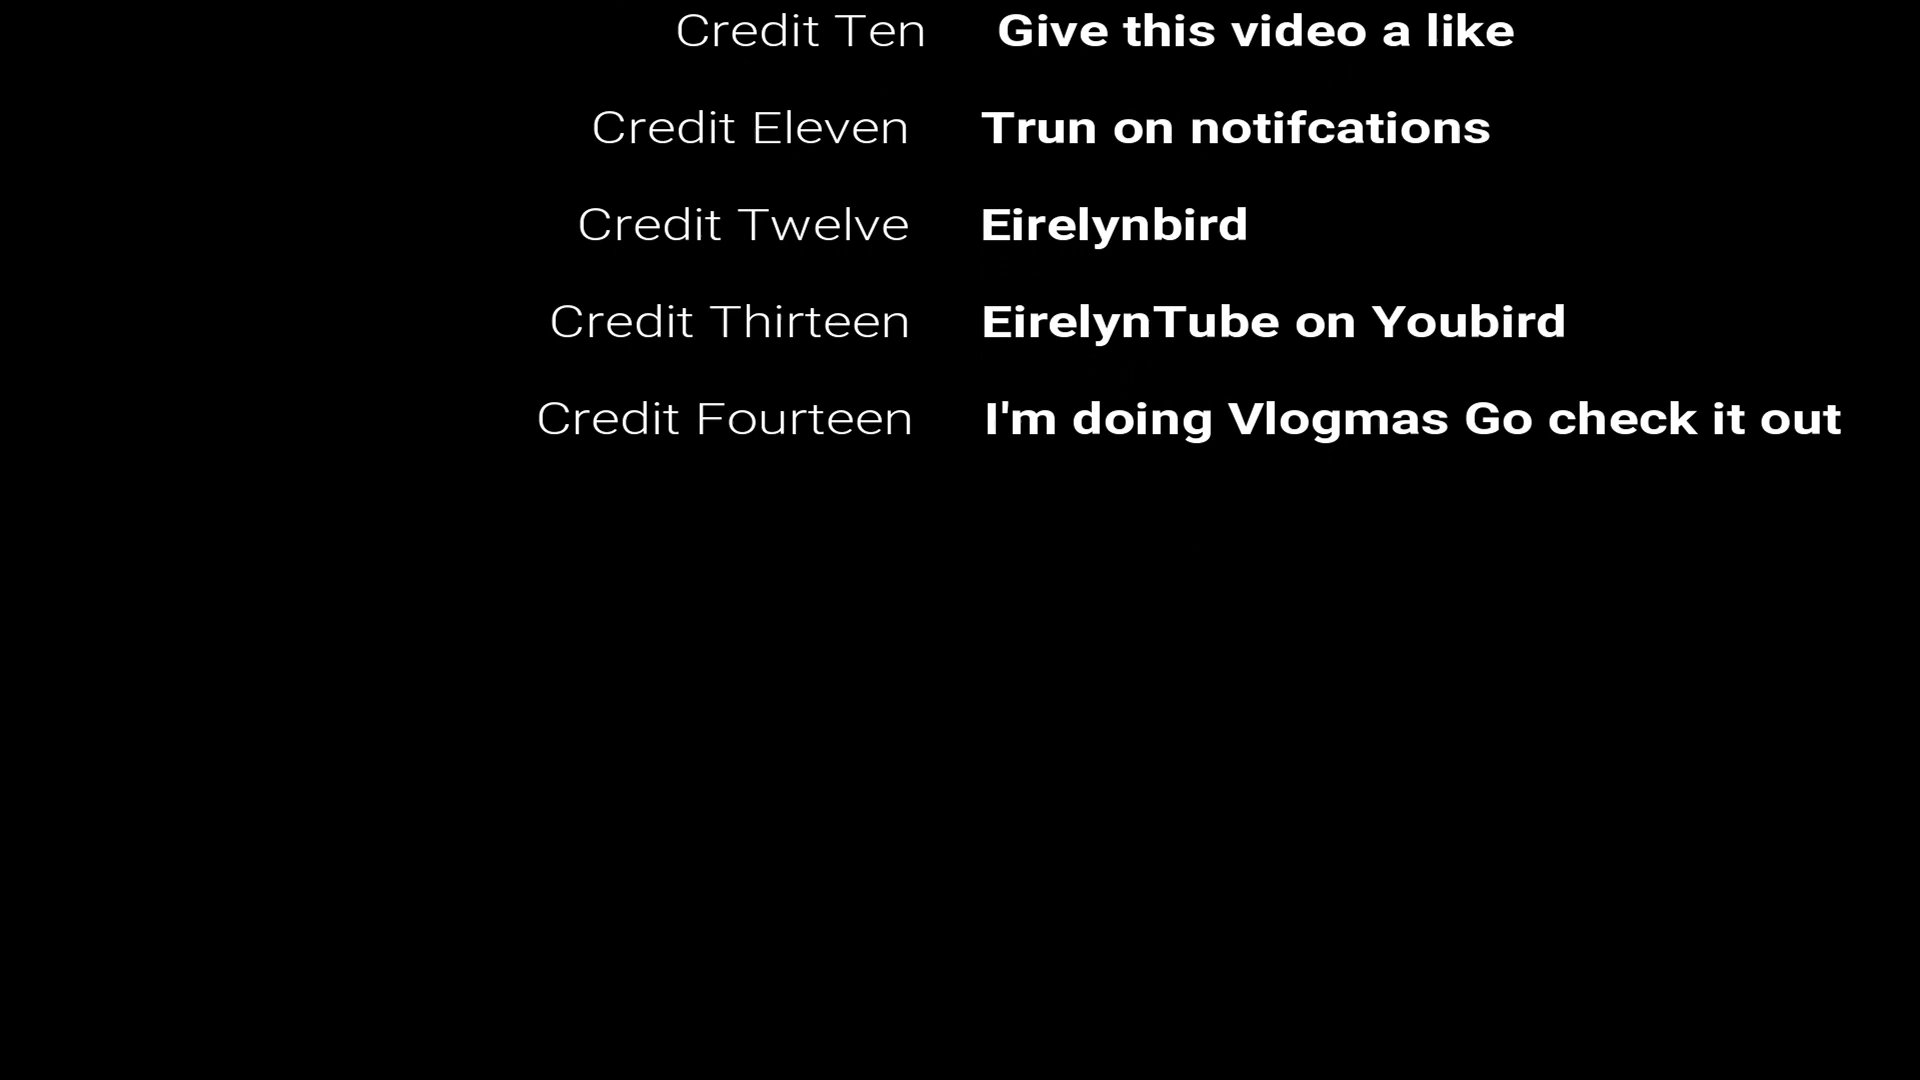 Credit Ten Give this video a like
Credit Eleven Trun on notifcations
Credit Twelve Eirelynbird
Credit Thirteen EirelynTube on Youbird
Credit Fourteen I'm doing Vlogmas Go check it out